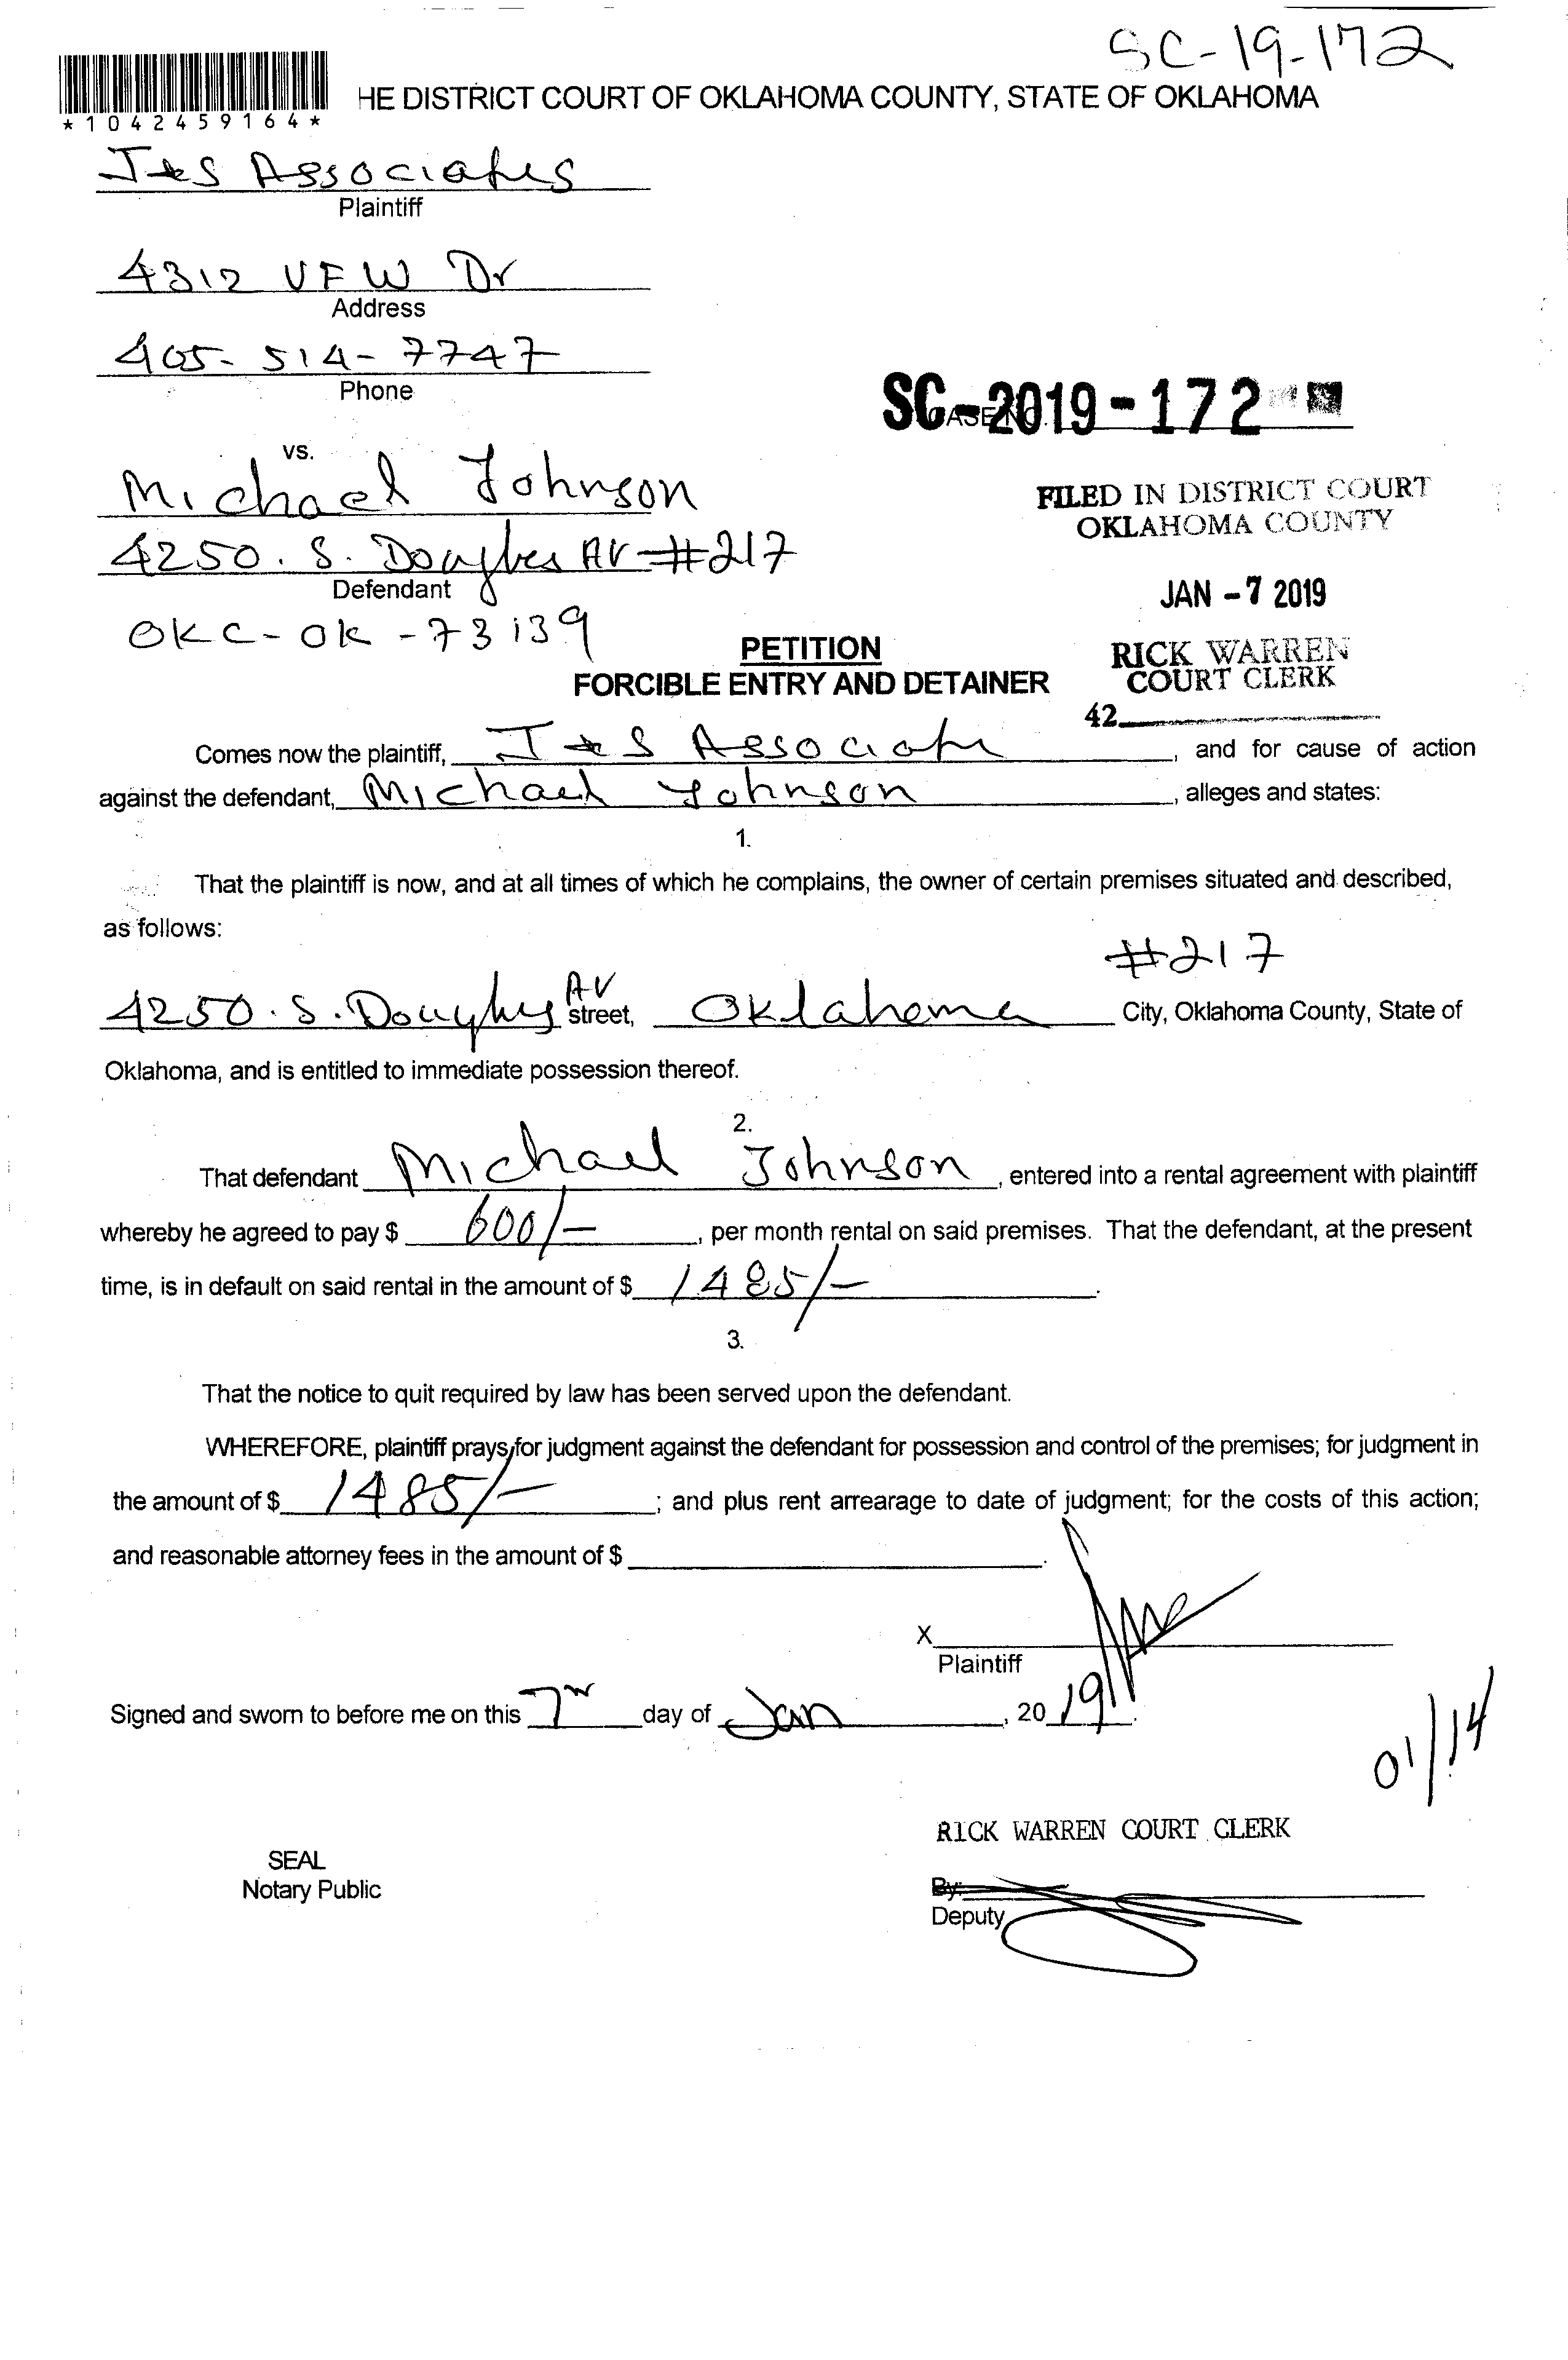 SC-19-172
*1042459164*
HE DISTRICT COURT OF OKLAHOMA COUNTY, STATE OF OKLAHOMA
J&S Associates
Plaintiff
4312 VFW Dr
Address
405-514-7747
Phone
SC-2019-172
CASE NO.
vs.
Michael Johnson
FILED IN DISTRICT COURT
OKLAHOMA COUNTY
4250. S. Douglas AV #217
Defendant
JAN -7 2019
OKC-OK-73139
PETITION
RICK WARREN
COURT CLERK
FORCIBLE ENTRY AND DETAINER
42
Comes now the plaintiff, J&S Associate, and for cause of action
against the defendant, Michael Johnson, alleges and states:
1.
That the plaintiff is now, and at all times of which he complains, the owner of certain premises situated and described,
as follows:
#217
4250. S. Douglas AV street, Oklahoma City, Oklahoma County, State of
Oklahoma, and is entitled to immediate possession thereof.
2.
That defendant Michael Johnson, entered into a rental agreement with plaintiff
whereby he agreed to pay $ 600/-, per month rental on said premises. That the defendant, at the present
time, is in default on said rental in the amount of $ 1485/-.
3.
That the notice to quit required by law has been served upon the defendant.
WHEREFORE, plaintiff prays for judgment against the defendant for possession and control of the premises; for judgment in
the amount of $ 1485/-; and plus rent arrearage to date of judgment; for the costs of this action;
and reasonable attorney fees in the amount of $
X
Plaintiff
Signed and sworn to before me on this 7th day of Jan, 2019.
01/14
RICK WARREN COURT CLERK
SEAL
Notary Public
By:
Deputy